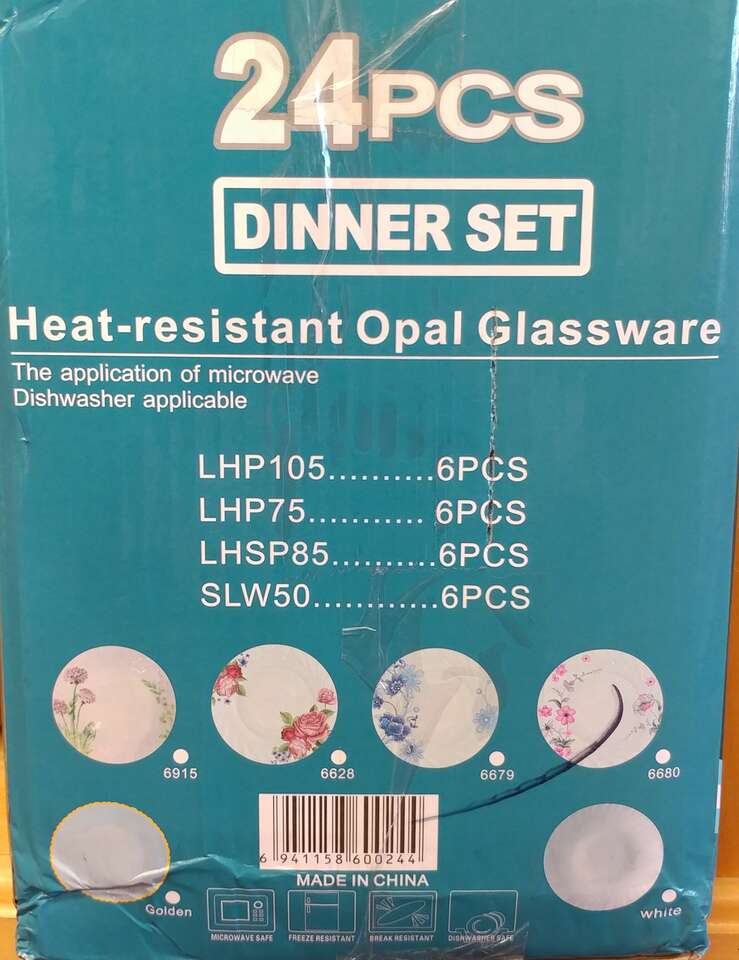 24PCS
DINNER SET
Heat-resistant Opal Glassware
The application of microwave
Dishwasher applicable
LHP105..........6PCS
LHP75........... 6PCS
LHSP85..........6PCS
SLW50............6PCS
6915
6628
6679
6680
6 941158 600244
MADE IN CHINA
Golden
White
MICROWAVE SAFE
FREEZE RESISTANT
BREAK RESISTANT
DISHWASHER SAFE